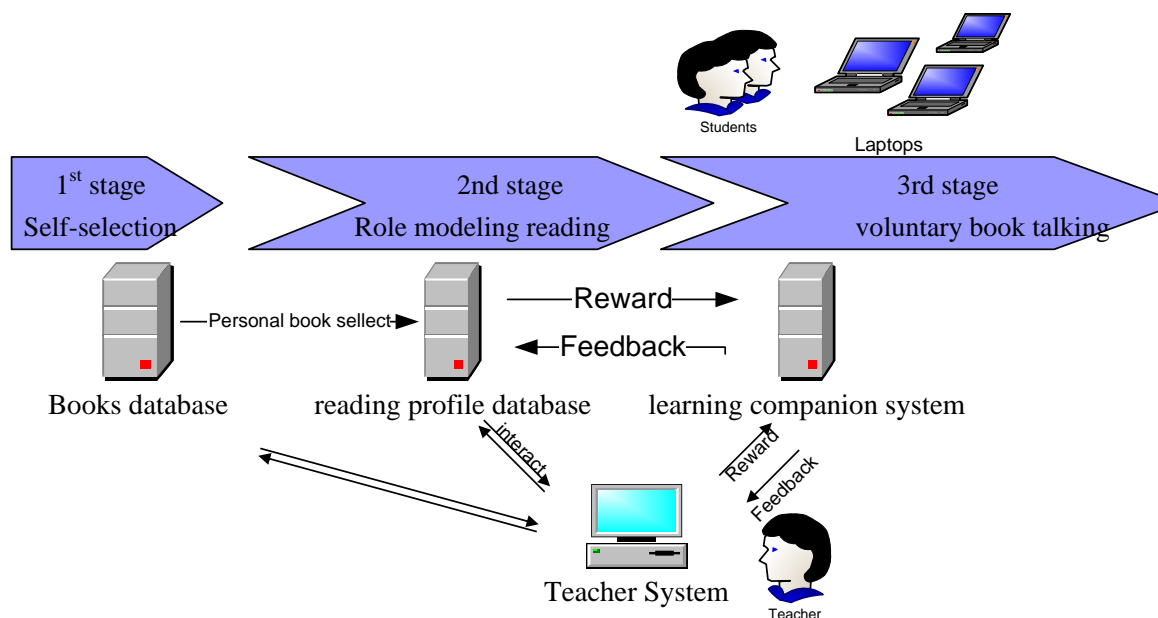 Students
Laptops
1st stage
Self-selection
2nd stage
Role modeling reading
3rd stage
voluntary book talking
Personal book sellect
Reward
Feedback
Books database
reading profile database
learning companion system
interact
Reward
Feedback
Teacher System
Teacher